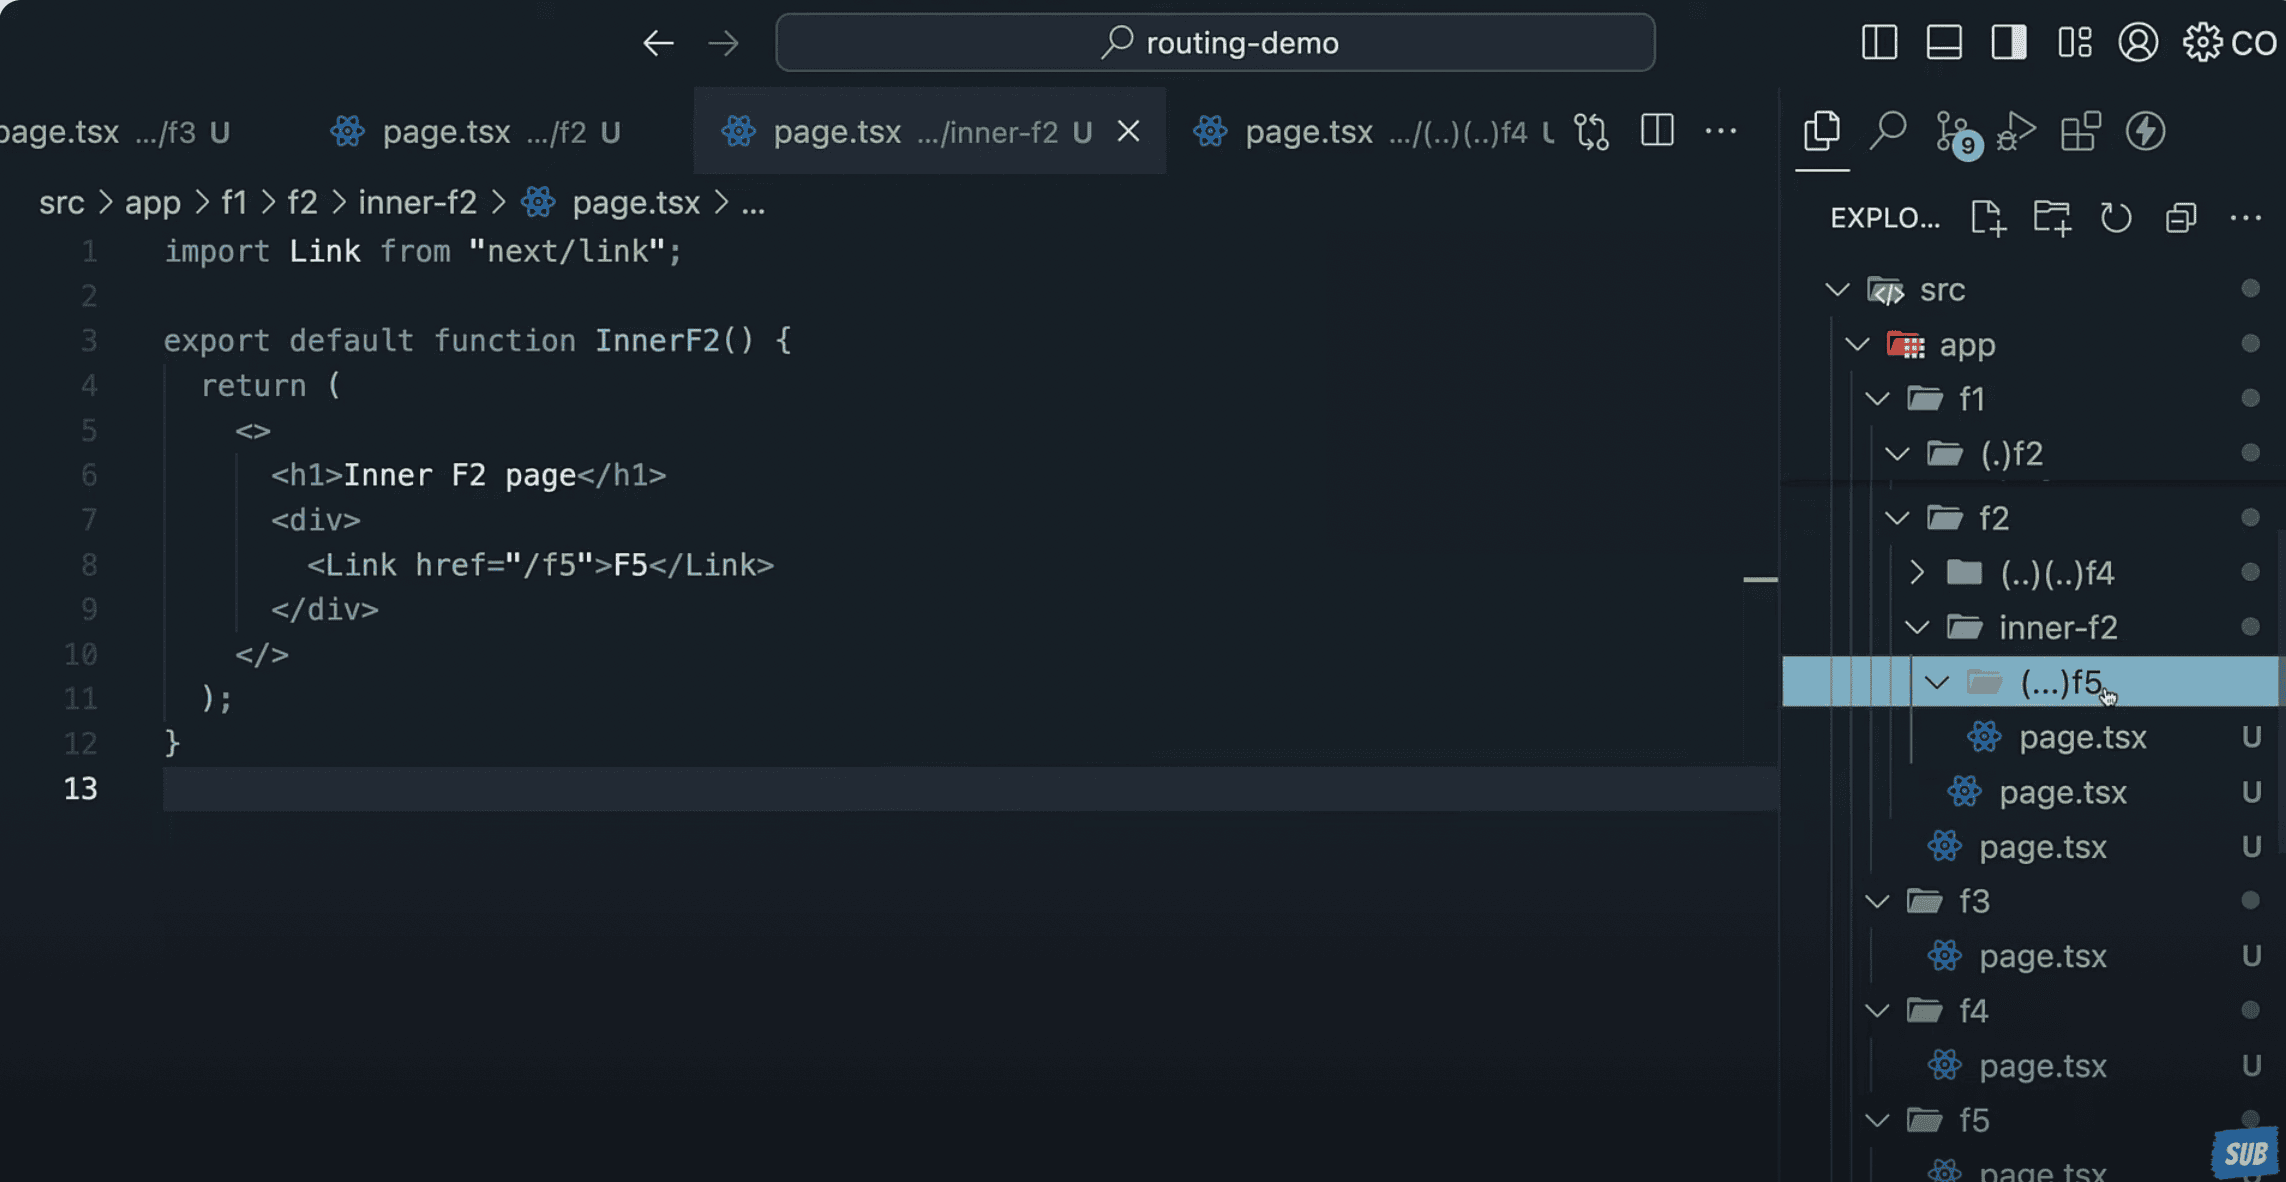 routing-demo
CO
page.tsx .../f3 U
page.tsx .../f2 U
page.tsx .../inner-f2 U
page.tsx .../(..)(..)f4
9
src > app > f1 > f2 > inner-f2 > page.tsx > ...
EXPLO...
1 import Link from "next/link";
2
3 export default function InnerF2() {
4 return (
5 <>
6 <h1>Inner F2 page</h1>
7 <div>
8 <Link href="/f5">F5</Link>
9 </div>
10 </>
11 );
12 }
13
src
app
f1
(.)f2
f2
(..)(..)f4
inner-f2
(...)f5
page.tsx U
page.tsx U
page.tsx U
f3
page.tsx U
f4
page.tsx U
f5
page.tsx
SUB